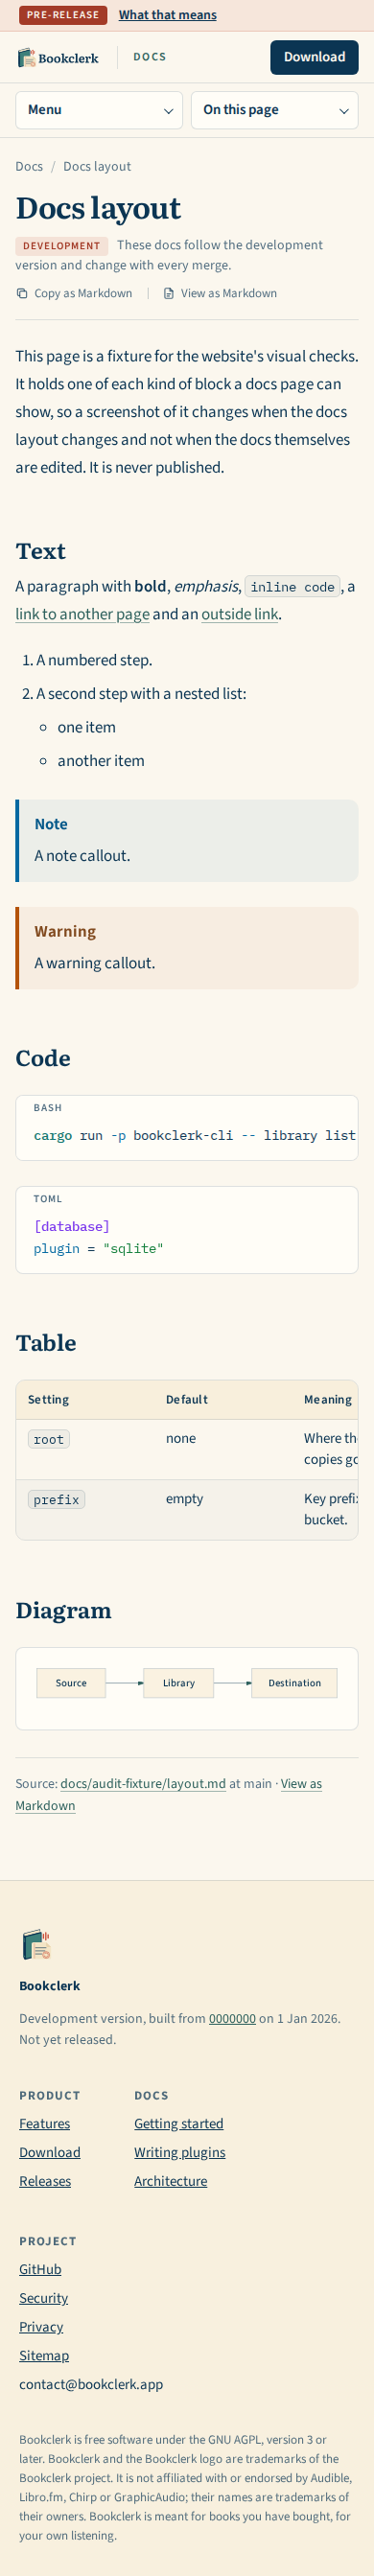 PRE-RELEASE What that means
Bookclerk DOCS Download
Menu On this page
Docs / Docs layout
Docs layout
DEVELOPMENT These docs follow the development
version and change with every merge.
Copy as Markdown | View as Markdown
This page is a fixture for the website's visual checks.
It holds one of each kind of block a docs page can
show, so a screenshot of it changes when the docs
layout changes and not when the docs themselves
are edited. It is never published.
Text
A paragraph with bold, emphasis, inline code, a
link to another page and an outside link.
1. A numbered step.
2. A second step with a nested list:
one item
another item
Note
A note callout.
Warning
A warning callout.
Code
BASH
cargo run -p bookclerk-cli -- library list
TOML
[database]
plugin = "sqlite"
Table
Setting Default Meaning
root none Where the
copies go
prefix empty Key prefix
bucket.
Diagram
Source Library Destination
Source: docs/audit-fixture/layout.md at main · View as
Markdown
Bookclerk
Development version, built from 0000000 on 1 Jan 2026.
Not yet released.
PRODUCT DOCS
Features Getting started
Download Writing plugins
Releases Architecture
PROJECT
GitHub
Security
Privacy
Sitemap
contact@bookclerk.app
Bookclerk is free software under the GNU AGPL, version 3 or
later. Bookclerk and the Bookclerk logo are trademarks of the
Bookclerk project. It is not affiliated with or endorsed by Audible,
Libro.fm, Chirp or GraphicAudio; their names are trademarks of
their owners. Bookclerk is meant for books you have bought, for
your own listening.